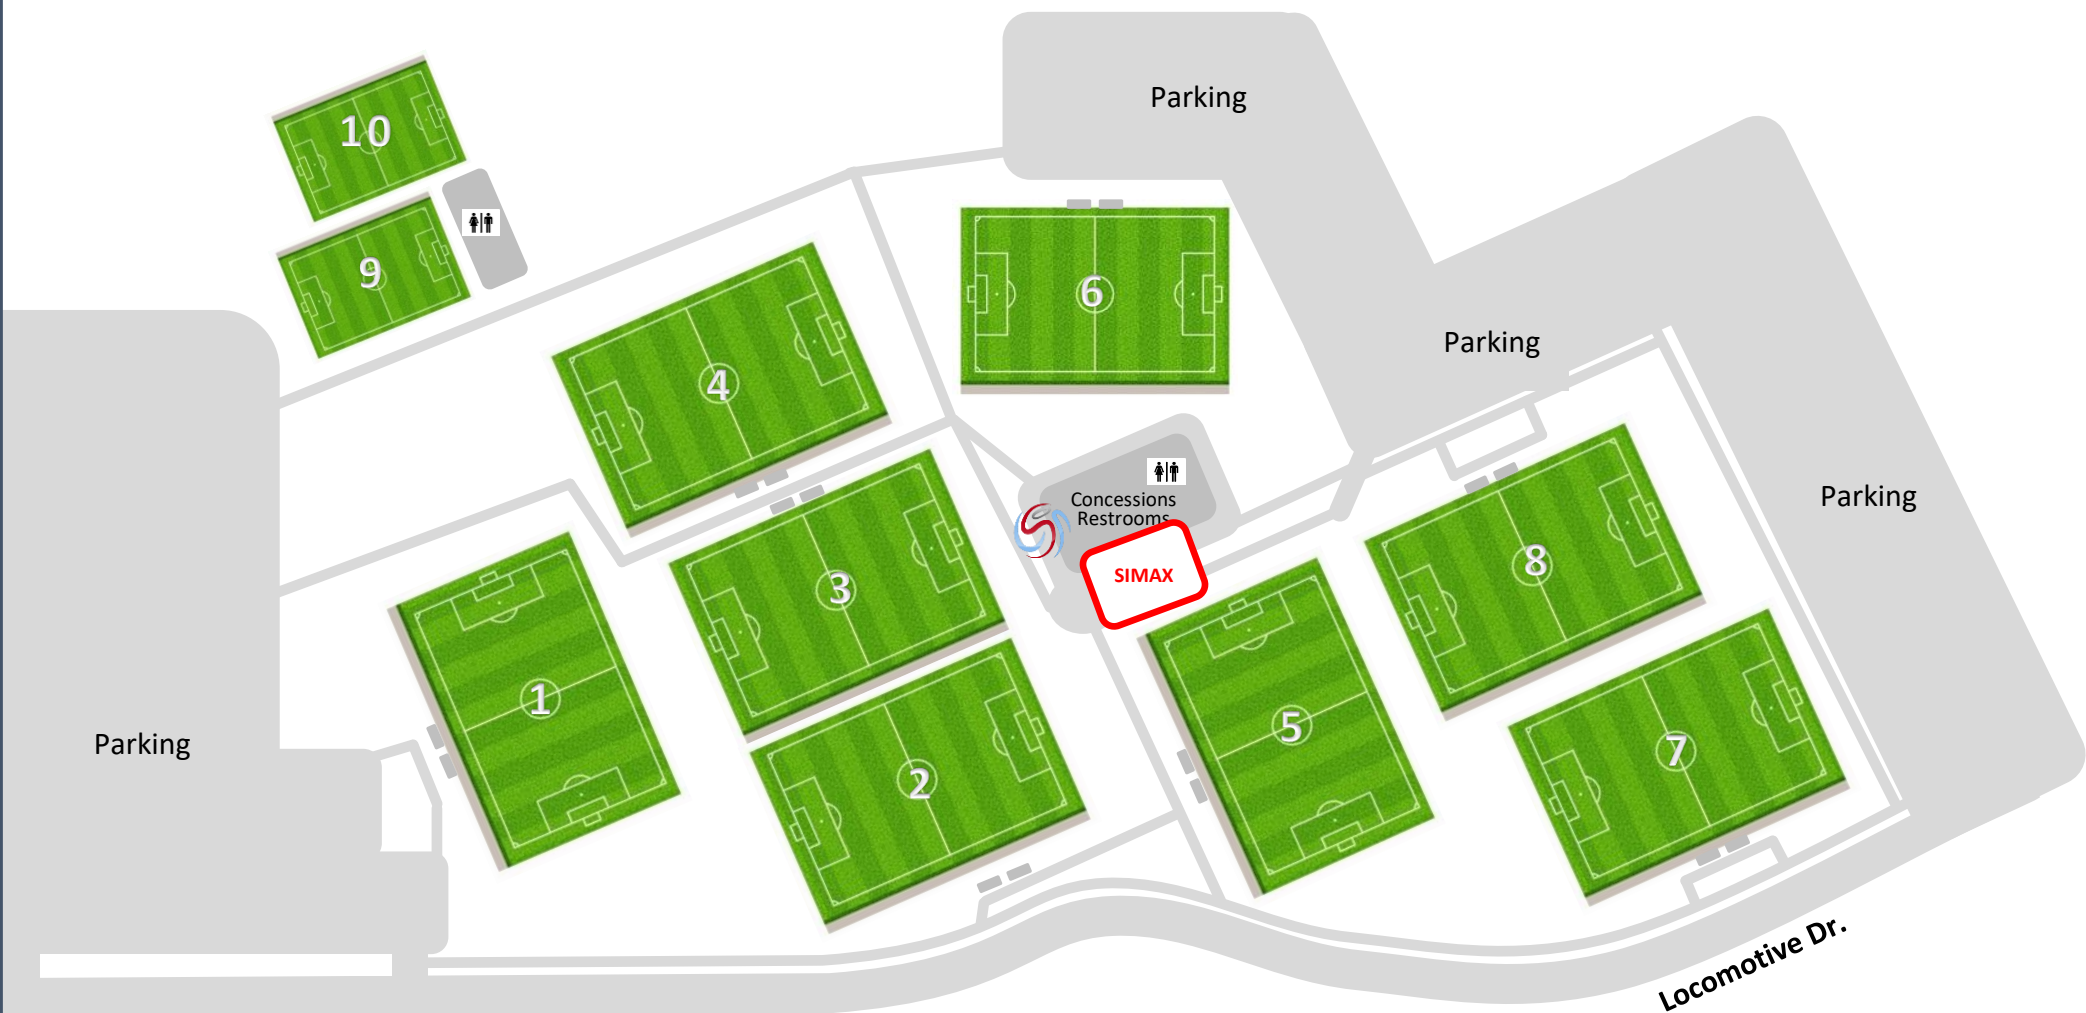 Parking
10
9
6
4
Parking
Parking
Concessions
Restrooms
SIMAX
8
3
1
5
7
2
Parking
Locomotive Dr.